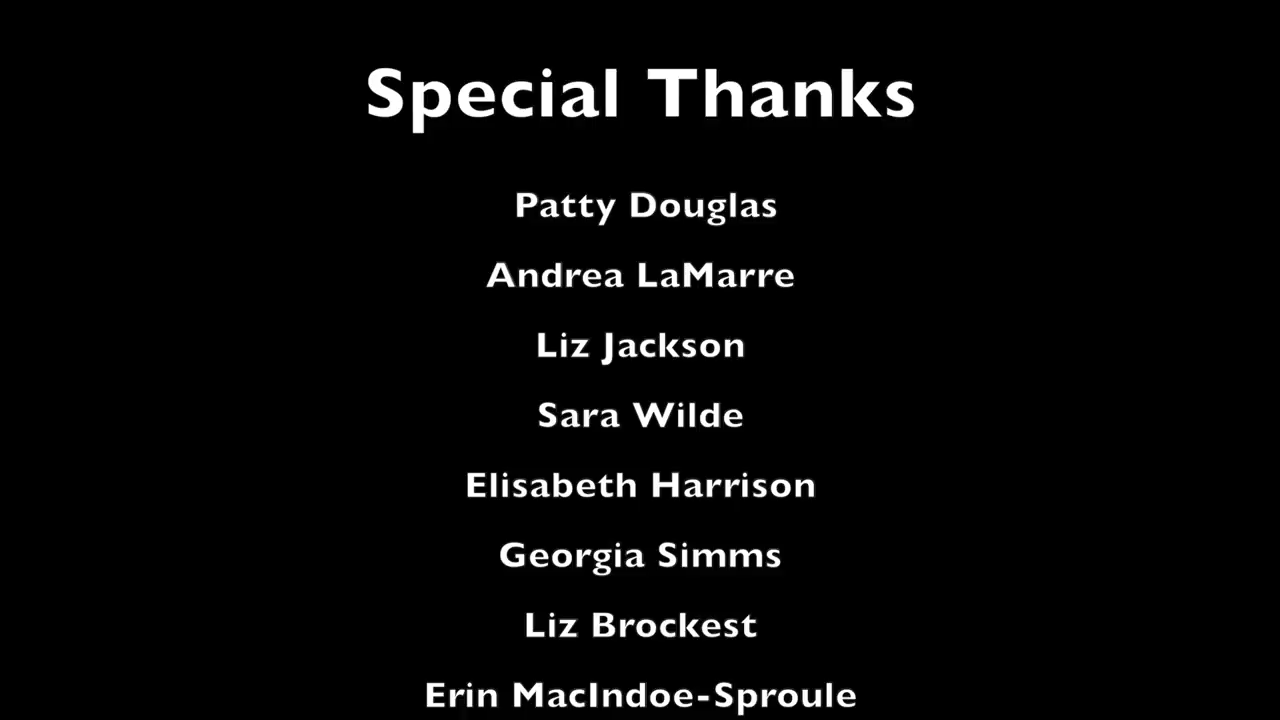 Special Thanks
Patty Douglas
Andrea LaMarre
Liz Jackson
Sara Wilde
Elisabeth Harrison
Georgia Simms
Liz Brockest
Erin MacIndoe-Sproule